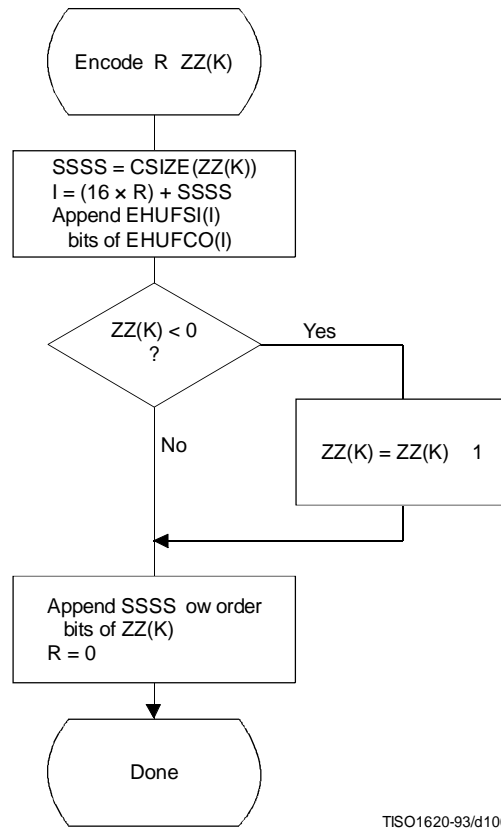 Encode R ZZ(K)
SSSS = CSIZE(ZZ(K))
I = (16 × R) + SSSS
Append EHUFSI(I)
bits of EHUFCO(I)
ZZ(K) < 0
?
Yes
No
ZZ(K) = ZZ(K) 1
Append SSSS ow order
bits of ZZ(K)
R = 0
Done
TISO1620-93/d10